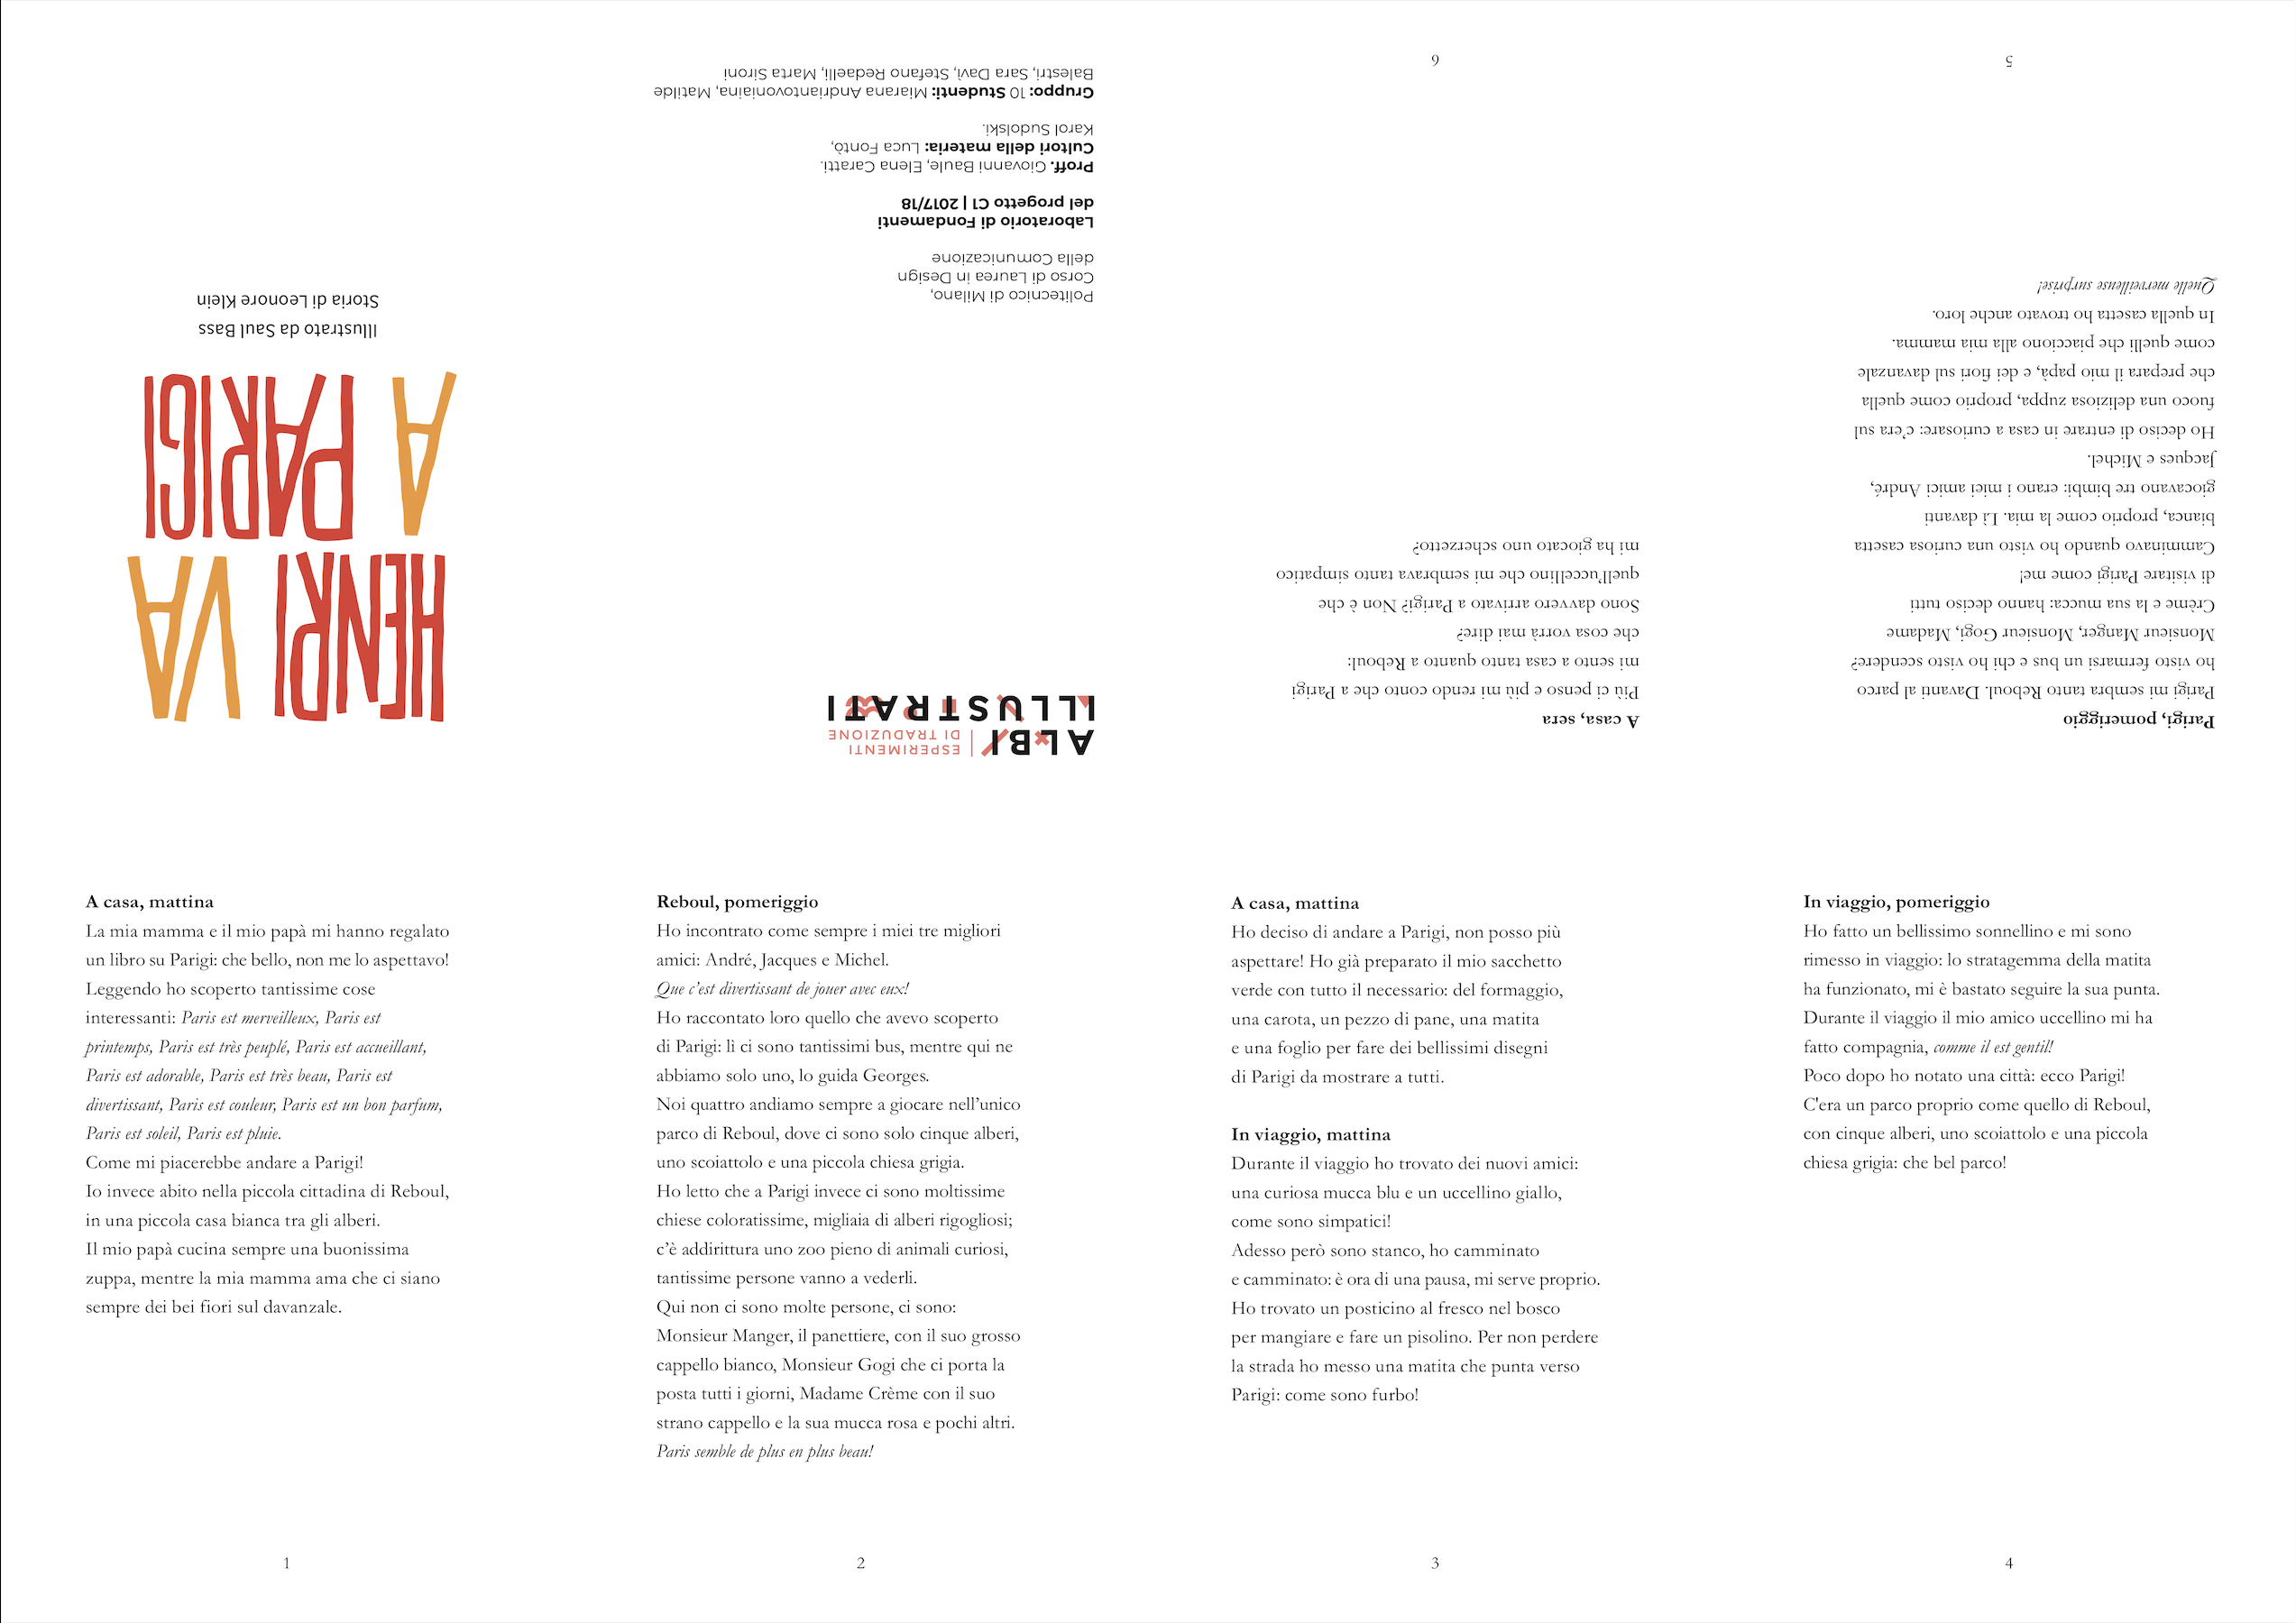 HENRI VA
A PARIGI
Illustrato da Saul Bass
Storia di Leonore Klein
A casa, mattina
La mia mamma e il mio papà mi hanno regalato
un libro su Parigi: che bello, non me lo aspettavo!
Leggendo ho scoperto tantissime cose
interessanti: Paris est merveilleux, Paris est
printemps, Paris est très peuplé, Paris est accueillant,
Paris est adorable, Paris est très beau, Paris est
divertissant, Paris est couleur, Paris est un bon parfum,
Paris est soleil, Paris est pluie.
Come mi piacerebbe andare a Parigi!
Io invece abito nella piccola cittadina di Reboul,
in una piccola casa bianca tra gli alberi.
Il mio papà cucina sempre una buonissima
zuppa, mentre la mia mamma ama che ci siano
sempre dei bei fiori sul davanzale.
1
Reboul, pomeriggio
Ho incontrato come sempre i miei tre migliori
amici: André, Jacques e Michel.
Que c'est divertissant de jouer avec eux!
Ho raccontato loro quello che avevo scoperto
di Parigi: lì ci sono tantissimi bus, mentre qui ne
abbiamo solo uno, lo guida Georges.
Noi quattro andiamo sempre a giocare nell'unico
parco di Reboul, dove ci sono solo cinque alberi,
uno scoiattolo e una piccola chiesa grigia.
Ho letto che a Parigi invece ci sono moltissime
chiese coloratissime, migliaia di alberi rigogliosi;
c'è addirittura uno zoo pieno di animali curiosi,
tantissime persone vanno a vederli.
Qui non ci sono molte persone, ci sono:
Monsieur Manger, il panettiere, con il suo grosso
cappello bianco, Monsieur Gogi che ci porta la
posta tutti i giorni, Madame Crème con il suo
strano cappello e la sua mucca rosa e pochi altri.
Paris semble de plus en plus beau!
2
A casa, mattina
Ho deciso di andare a Parigi, non posso più
aspettare! Ho già preparato il mio sacchetto
verde con tutto il necessario: del formaggio,
una carota, un pezzo di pane, una matita
e una foglio per fare dei bellissimi disegni
di Parigi da mostrare a tutti.
In viaggio, mattina
Durante il viaggio ho trovato dei nuovi amici:
una curiosa mucca blu e un uccellino giallo,
come sono simpatici!
Adesso però sono stanco, ho camminato
e camminato: è ora di una pausa, mi serve proprio.
Ho trovato un posticino al fresco nel bosco
per mangiare e fare un pisolino. Per non perdere
la strada ho messo una matita che punta verso
Parigi: come sono furbo!
3
In viaggio, pomeriggio
Ho fatto un bellissimo sonnellino e mi sono
rimesso in viaggio: lo stratagemma della matita
ha funzionato, mi è bastato seguire la sua punta.
Durante il viaggio il mio amico uccellino mi ha
fatto compagnia, comme il est gentil!
Poco dopo ho notato una città: ecco Parigi!
C'era un parco proprio come quello di Reboul,
con cinque alberi, uno scoiattolo e una piccola
chiesa grigia: che bel parco!
4
Parigi, pomeriggio
Parigi mi sembra tanto Reboul. Davanti al parco
ho visto fermarsi un bus e chi ho visto scendere?
Monsieur Manger, Monsieur Gogi, Madame
Crème e la sua mucca: hanno deciso tutti
di visitare Parigi come me!
Camminavo quando ho visto una curiosa casetta
bianca, proprio come la mia. Lì davanti
giocavano tre bimbi: erano i miei amici André,
Jacques e Michel.
Ho deciso di entrare in casa a curiosare: c'era sul
fuoco una deliziosa zuppa, proprio come quella
che prepara il mio papà, e dei fiori sul davanzale
come quelli che piacciono alla mia mamma.
In quella casetta ho trovato anche loro.
Quelle merveilleuse surprise!
5
A casa, sera
Più ci penso e più mi rendo conto che a Parigi
mi sento a casa tanto quanto a Reboul:
che cosa vorrà mai dire?
Sono davvero arrivato a Parigi? Non è che
quell'uccellino che mi sembrava tanto simpatico
mi ha giocato uno scherzetto?
6
ALBI
ILLUSTRATI
ESPERIMENTI
DI TRADUZIONE
Politecnico di Milano,
Corso di Laurea in Design
della Comunicazione
Laboratorio di Fondamenti
del progetto C1 | 2017/18
Proff. Giovanni Baule, Elena Caratti.
Cultori della materia: Luca Fontò,
Karol Sudolski.
Gruppo: 10 Studenti: Miarana Andriantovoniaina, Matilde
Balestri, Sara Davì, Stefano Redaelli, Marta Sironi